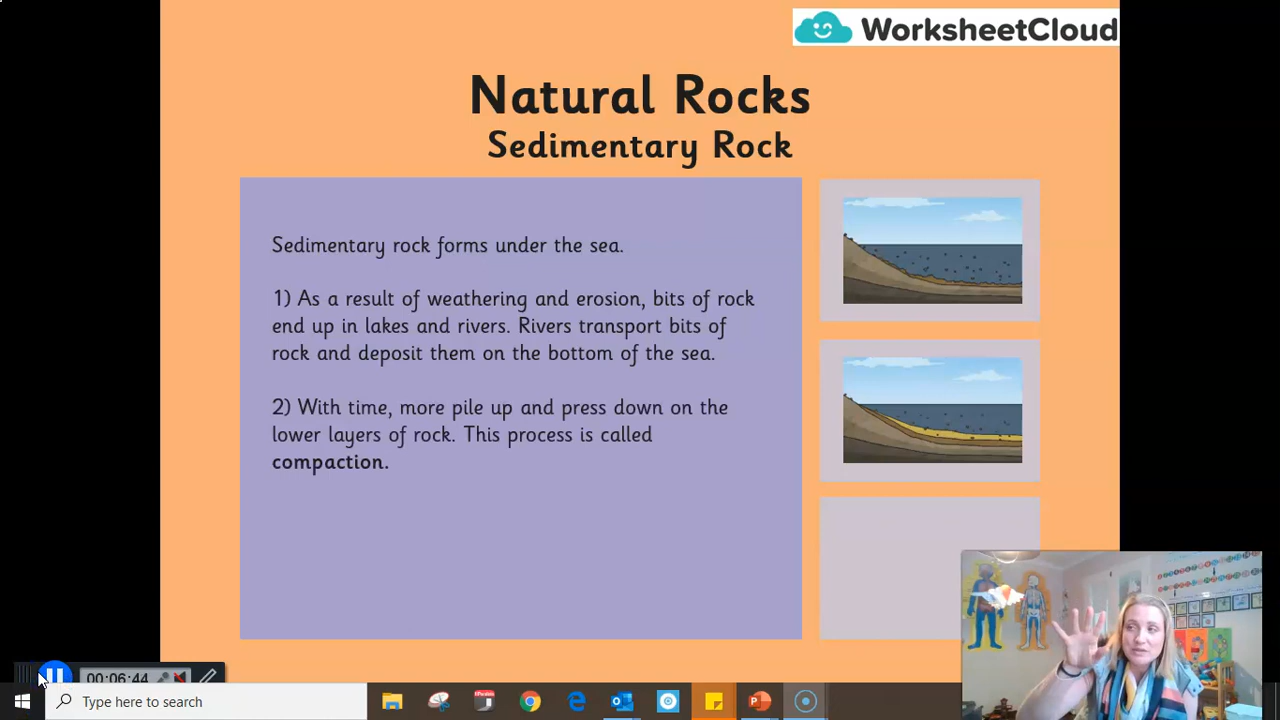 WorksheetCloud
Natural Rocks
Sedimentary Rock
Sedimentary rock forms under the sea.
1) As a result of weathering and erosion, bits of rock
end up in lakes and rivers. Rivers transport bits of
rock and deposit them on the bottom of the sea.
2) With time, more pile up and press down on the
lower layers of rock. This process is called
compaction.
00:06:44
Type here to search